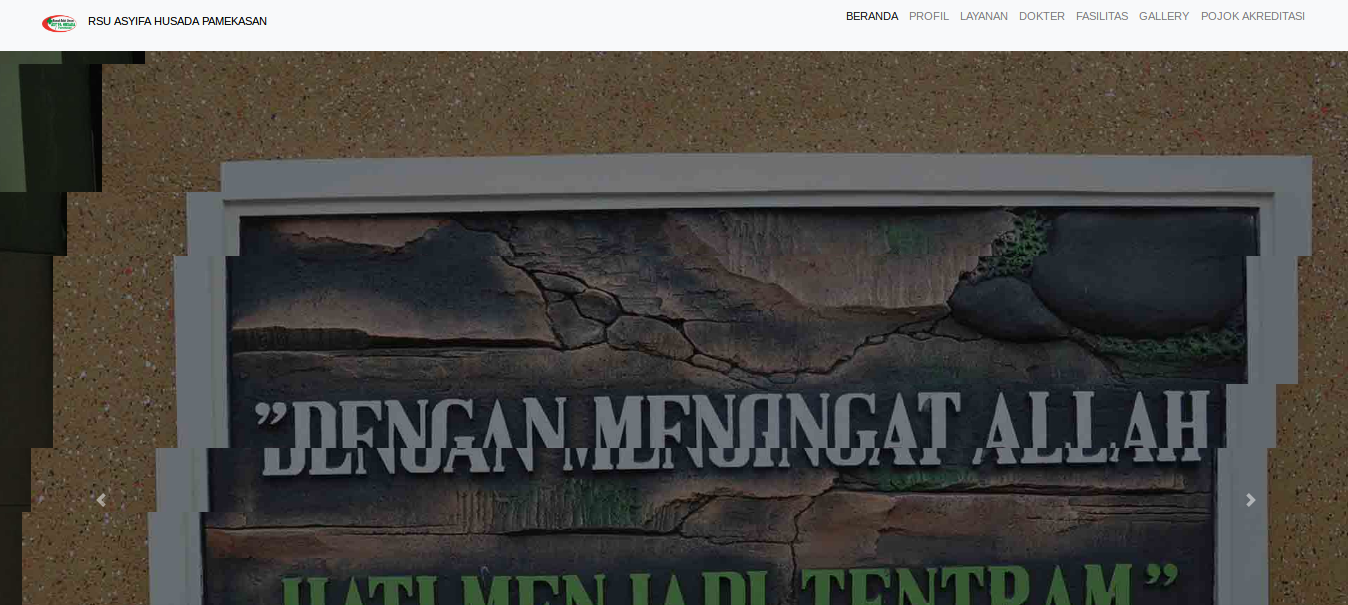 RSU ASYIFA HUSADA PAMEKASAN
BERANDA PROFIL LAYANAN DOKTER FASILITAS GALLERY POJOK AKREDITASI
”DENGAN MENGINGAT ALLAH
HATI MENJADI TENTRAM”